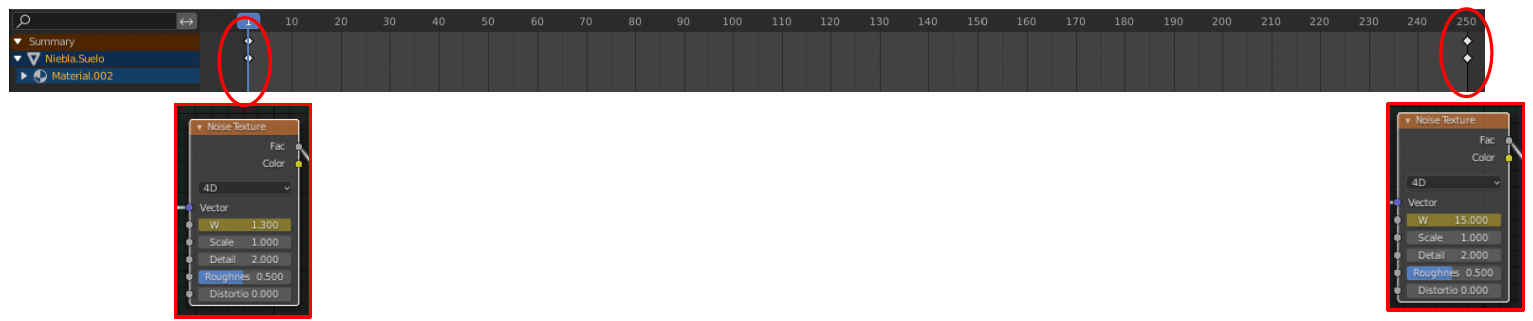 1 10 20 30 40 50 60 70 80 90 100 110 120 130 140 150 160 170 180 190 200 210 220 230 240 250
Summary
Niebla.Suelo
Material.002
Noise Texture
Fac
Color
4D
Vector
W 1.300
Scale 1.000
Detail 2.000
Roughnes 0.500
Distortio 0.000
Noise Texture
Fac
Color
4D
Vector
W 15.000
Scale 1.000
Detail 2.000
Roughnes 0.500
Distortio 0.000